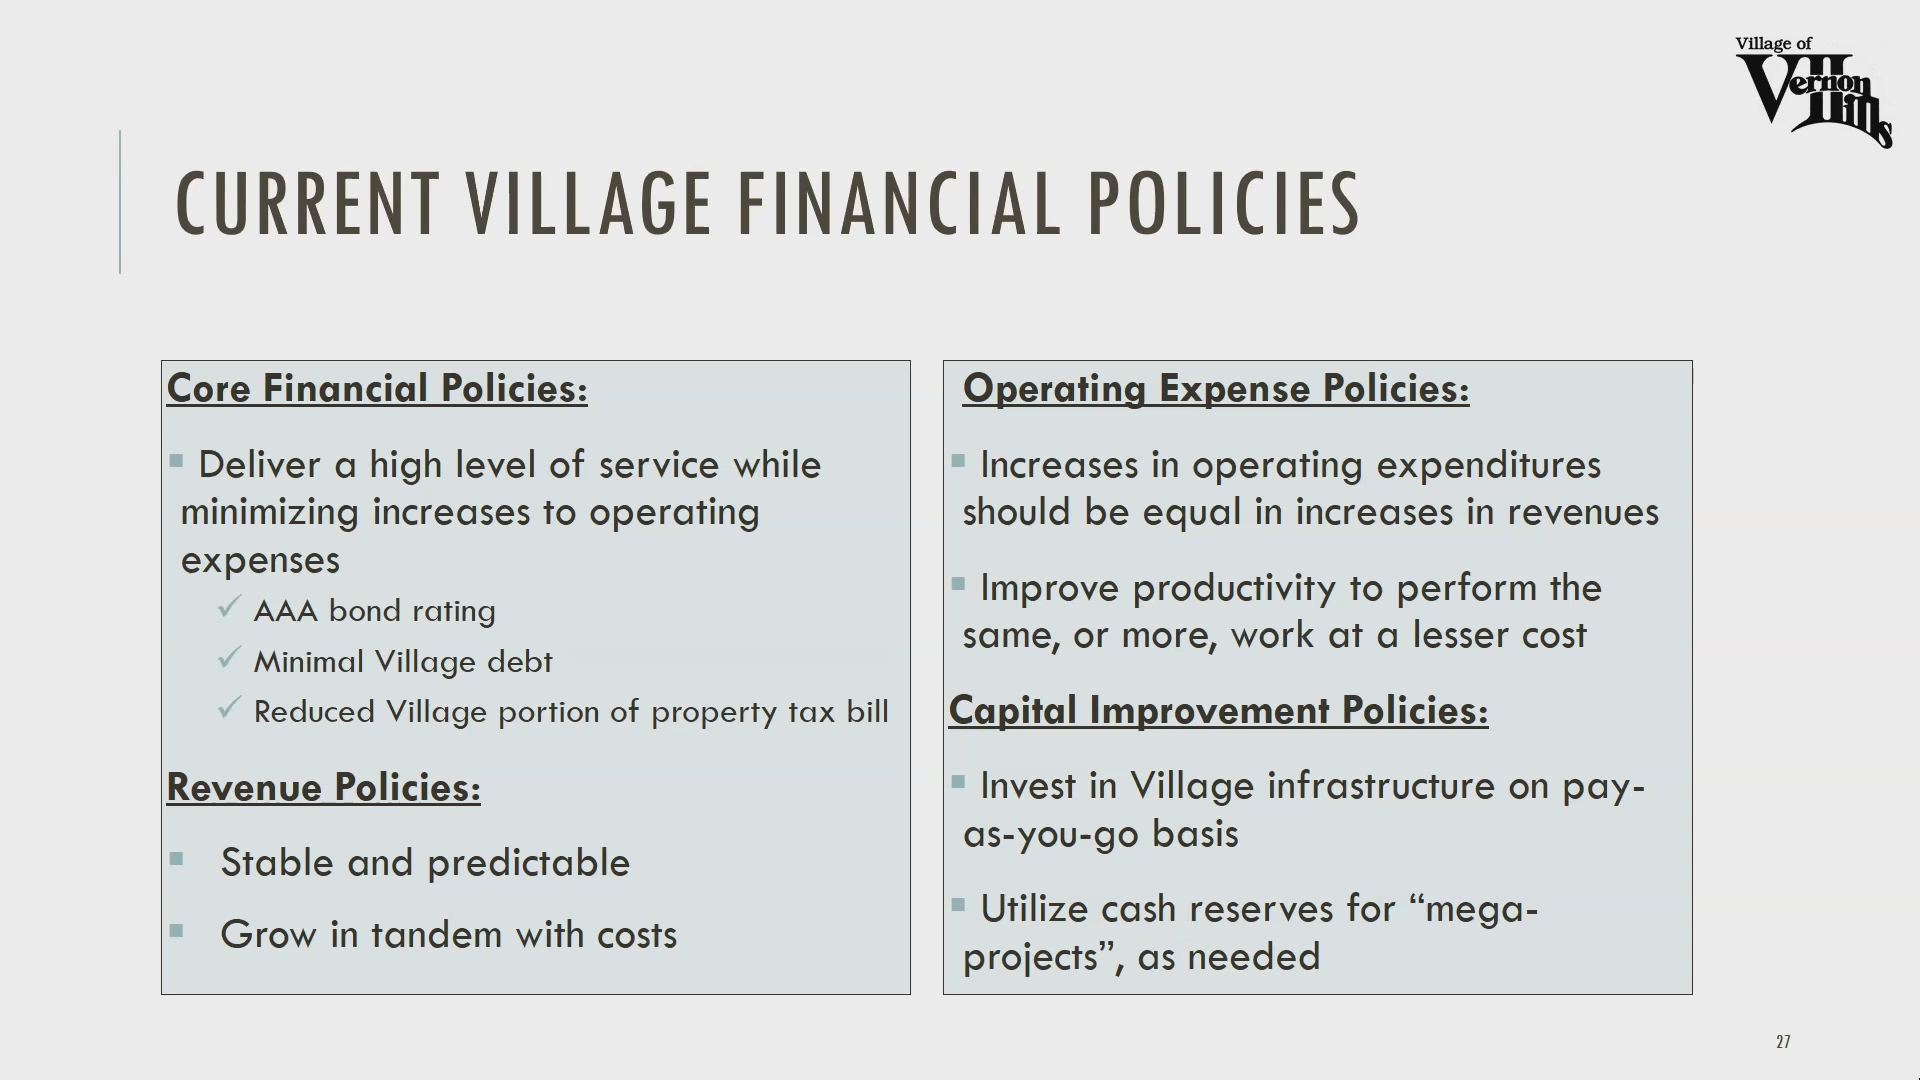 Village of
Vernon
Hills
CURRENT VILLAGE FINANCIAL POLICIES
Core Financial Policies:
Deliver a high level of service while
minimizing increases to operating
expenses
AAA bond rating
Minimal Village debt
Reduced Village portion of property tax bill
Revenue Policies:
Stable and predictable
Grow in tandem with costs
Operating Expense Policies:
Increases in operating expenditures
should be equal in increases in revenues
Improve productivity to perform the
same, or more, work at a lesser cost
Capital Improvement Policies:
Invest in Village infrastructure on pay-
as-you-go basis
Utilize cash reserves for “mega-
projects”, as needed
27